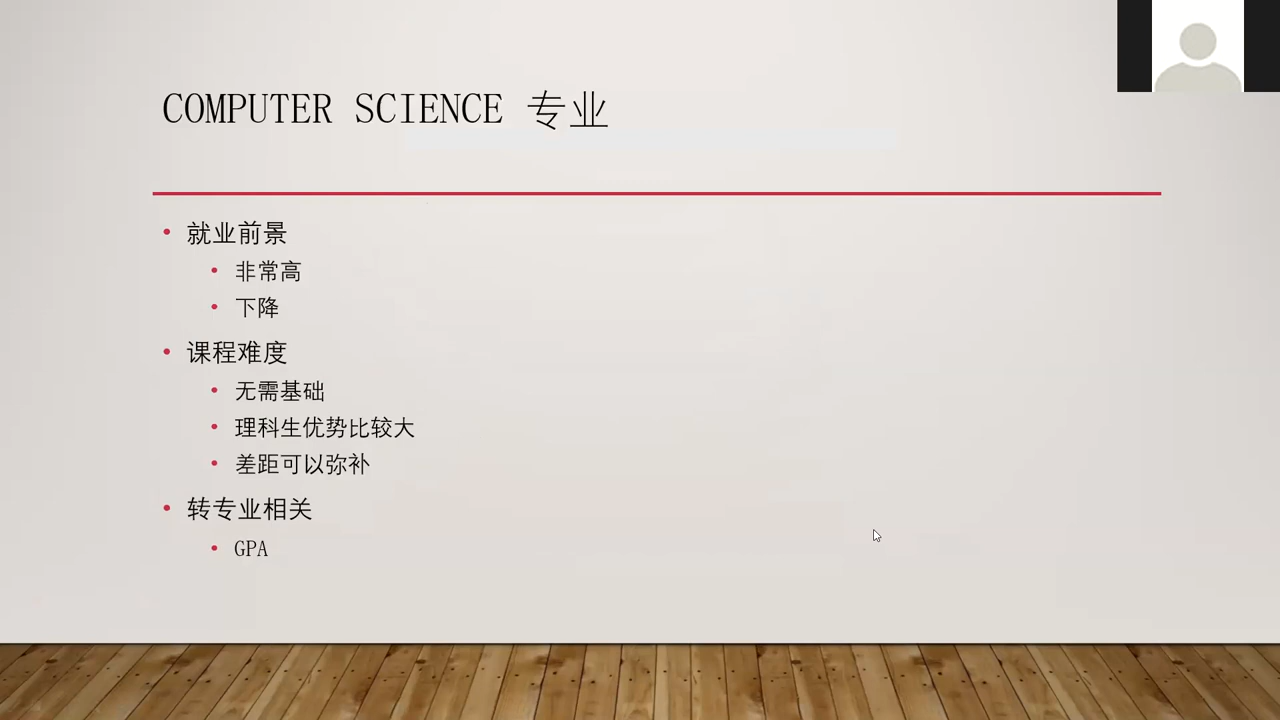 COMPUTER SCIENCE 专业
• 就业前景
• 非常高
• 下降
• 课程难度
• 无需基础
• 理科生优势比较大
• 差距可以弥补
• 转专业相关
• GPA